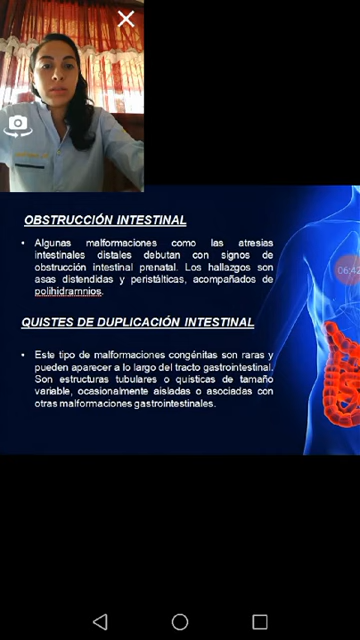 OBSTRUCCIÓN INTESTINAL
• Algunas malformaciones como las atresias
intestinales distales debutan con signos de
obstrucción intestinal prenatal. Los hallazgos son
asas distendidas y peristálticas, acompañados de
polihidramnios.
06:42
QUISTES DE DUPLICACIÓN INTESTINAL
• Este tipo de malformaciones congénitas son raras y
pueden aparecer a lo largo del tracto gastrointestinal.
Son estructuras tubulares o quísticas de tamaño
variable, ocasionalmente aisladas o asociadas con
otras malformaciones gastrointestinales.